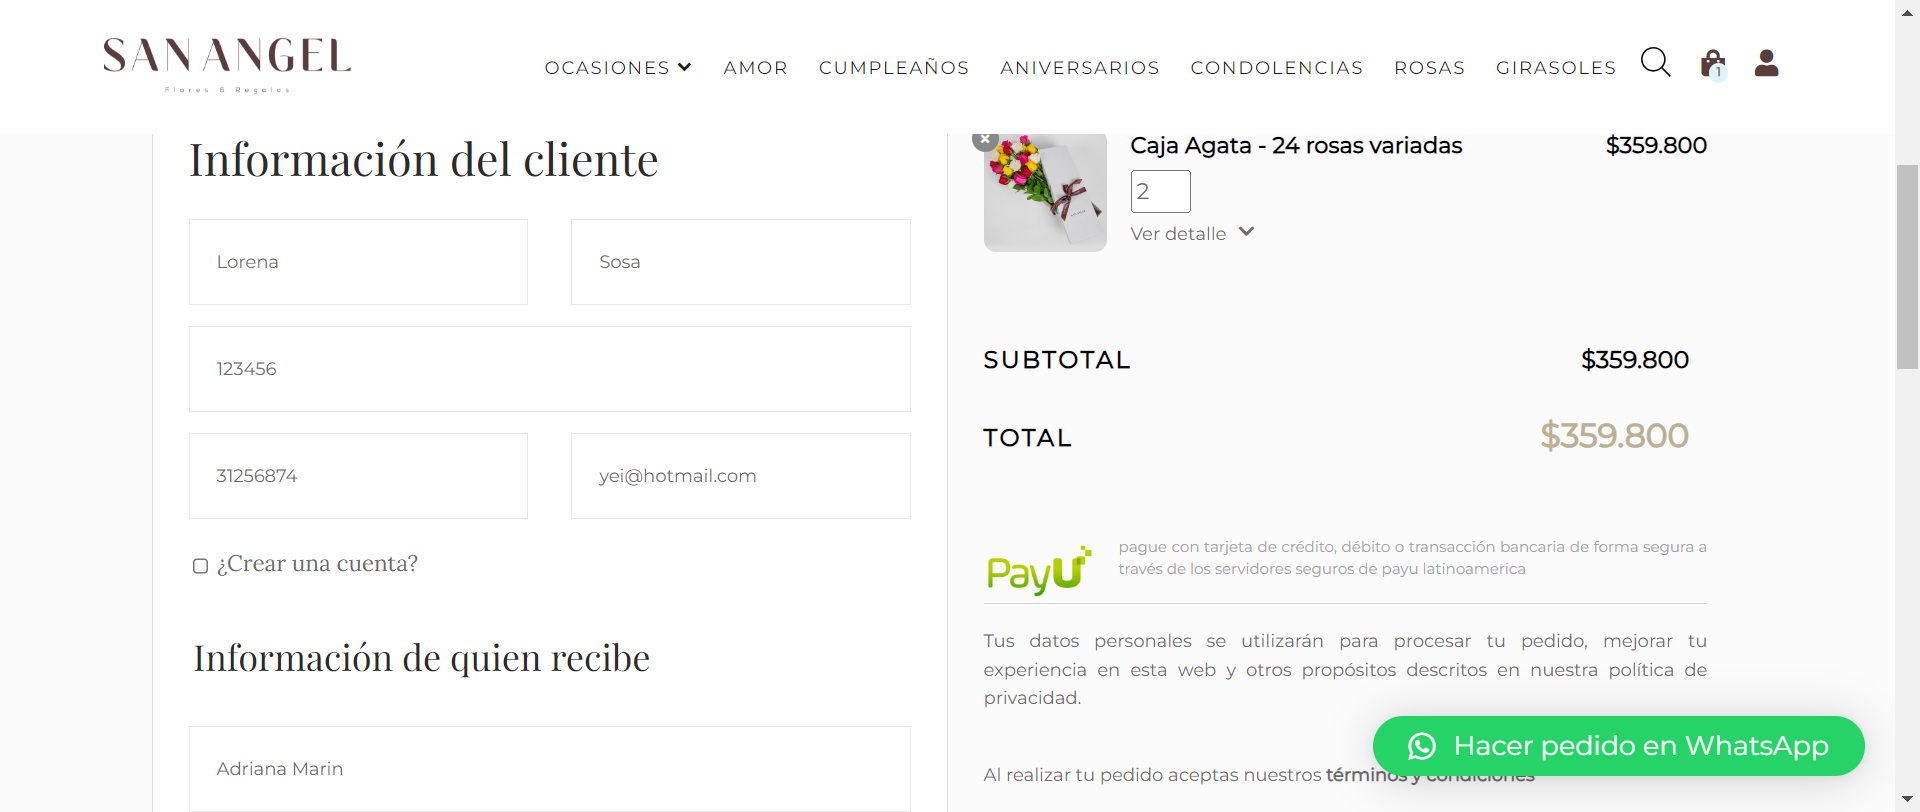 SAN ANGEL
Flores & Regalos
OCASIONES AMOR CUMPLEAÑOS ANIVERSARIOS CONDOLENCIAS ROSAS GIRASOLES
1
Información del cliente
Lorena
Sosa
123456
31256874
yei@hotmail.com
¿Crear una cuenta?
Información de quien recibe
Adriana Marin
Caja Agata - 24 rosas variadas $359.800
2
Ver detalle
SUBTOTAL $359.800
TOTAL $359.800
PayU
pague con tarjeta de crédito, débito o transacción bancaria de forma segura a
través de los servidores seguros de payu latinoamerica
Tus datos personales se utilizarán para procesar tu pedido, mejorar tu
experiencia en esta web y otros propósitos descritos en nuestra política de
privacidad.
Hacer pedido en WhatsApp
Al realizar tu pedido aceptas nuestros términos y condiciones